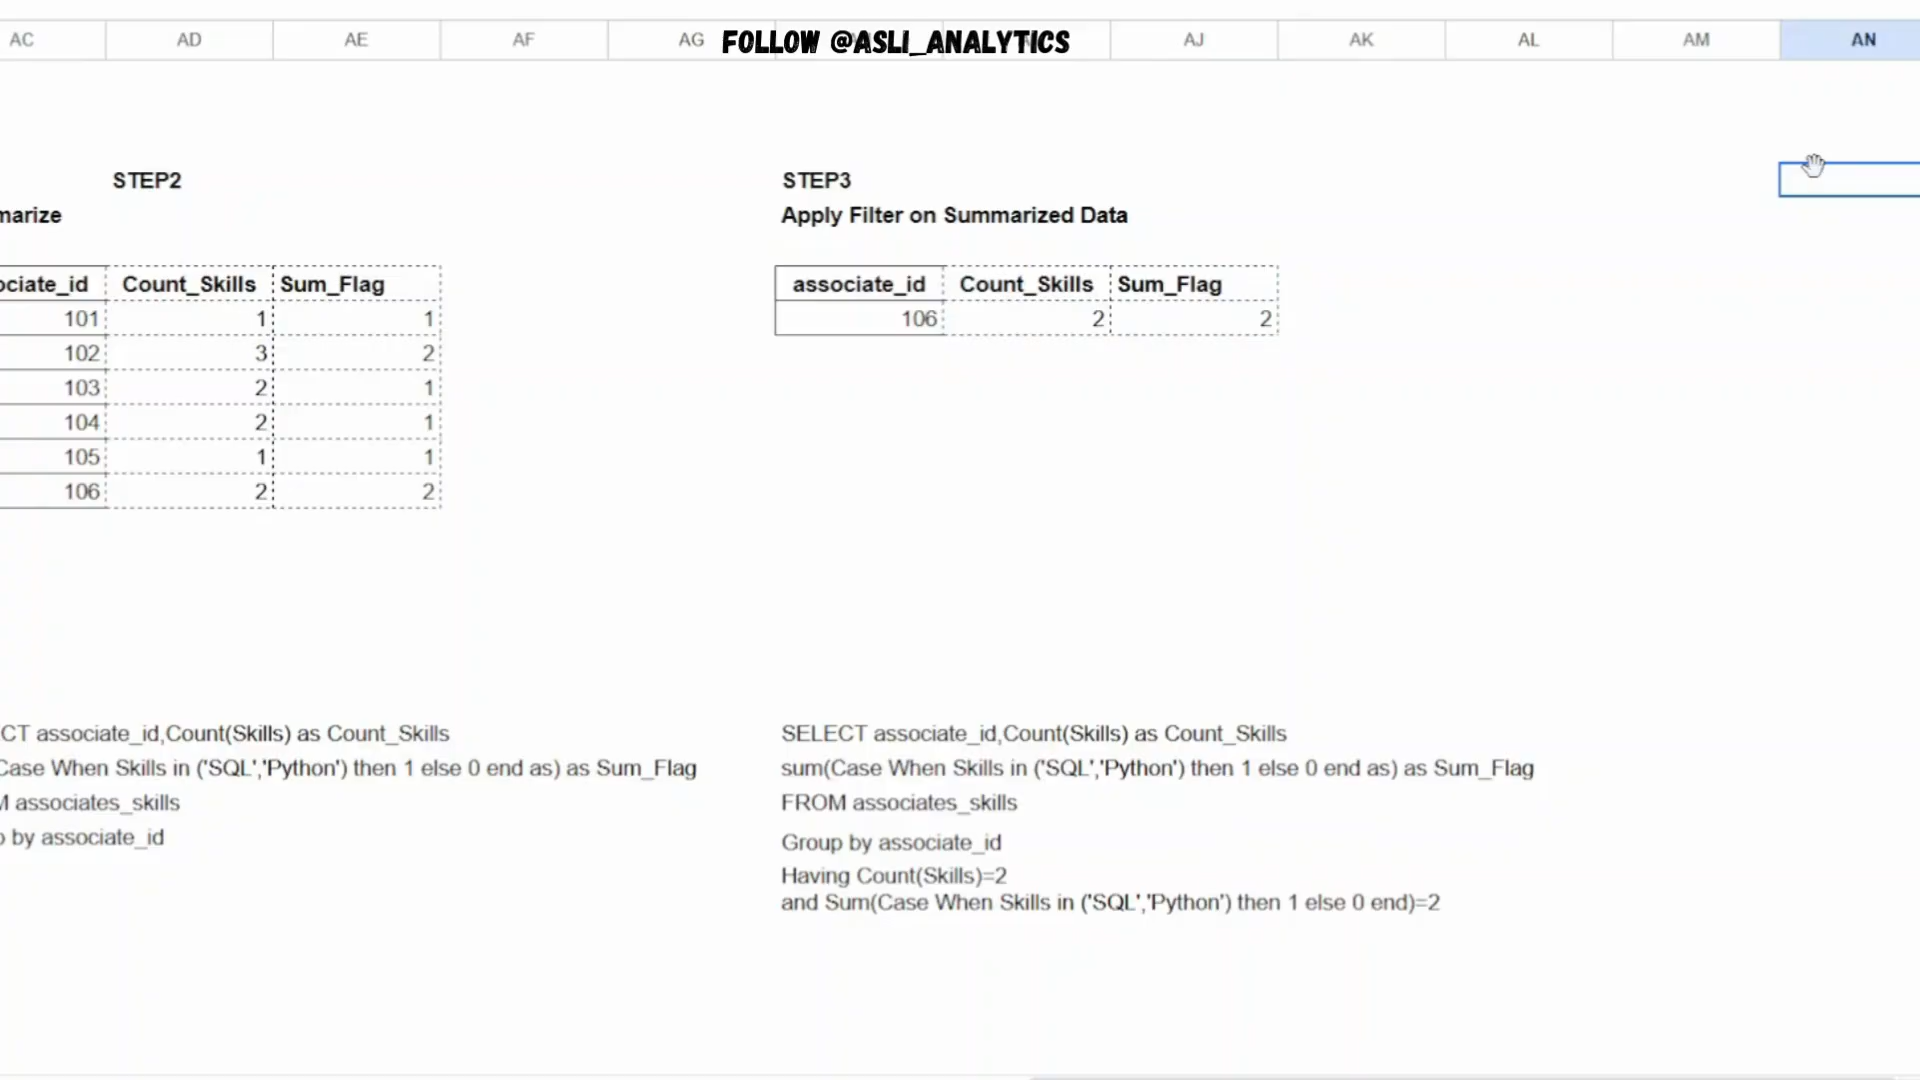 AC AD AE AF AG FOLLOW @ASLI_ANALYTICS AJ AK AL AM AN
STEP2
marize
ociate_id Count_Skills Sum_Flag
101 1 1
102 3 2
103 2 1
104 2 1
105 1 1
106 2 2
CT associate_id,Count(Skills) as Count_Skills
Case When Skills in ('SQL','Python') then 1 else 0 end as) as Sum_Flag
M associates_skills
p by associate_id
STEP3
Apply Filter on Summarized Data
associate_id Count_Skills Sum_Flag
106 2 2
SELECT associate_id,Count(Skills) as Count_Skills
sum(Case When Skills in ('SQL','Python') then 1 else 0 end as) as Sum_Flag
FROM associates_skills
Group by associate_id
Having Count(Skills)=2
and Sum(Case When Skills in ('SQL','Python') then 1 else 0 end)=2